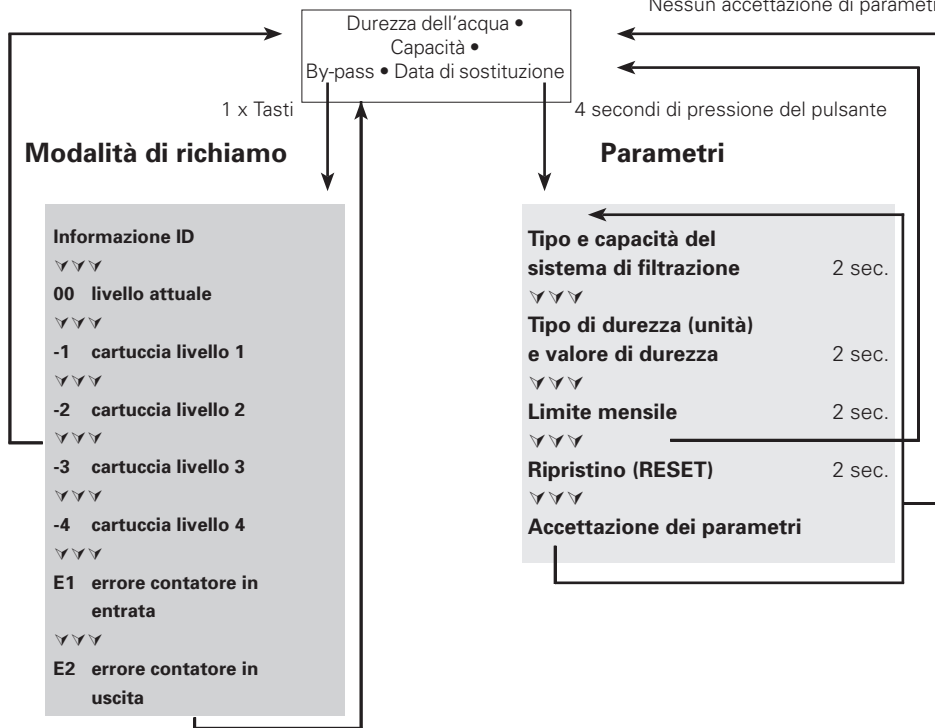 Nessun accettazione di parametri
Durezza dell'acqua •
Capacità •
By-pass • Data di sostituzione
1 x Tasti
4 secondi di pressione del pulsante
Modalità di richiamo
Informazione ID
00 livello attuale
-1 cartuccia livello 1
-2 cartuccia livello 2
-3 cartuccia livello 3
-4 cartuccia livello 4
E1 errore contatore in
entrata
E2 errore contatore in
uscita
Parametri
Tipo e capacità del
sistema di filtrazione 2 sec.
Tipo di durezza (unità)
e valore di durezza 2 sec.
Limite mensile 2 sec.
Ripristino (RESET) 2 sec.
Accettazione dei parametri